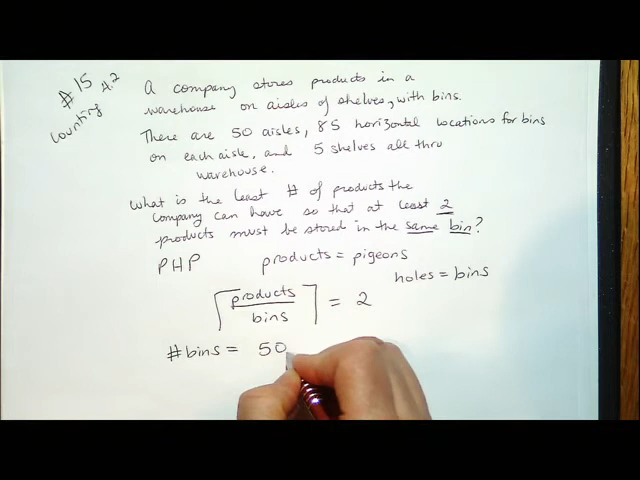 #15 4.2
counting
A company stores products in a
warehouse on aisles of shelves, with bins.
There are 50 aisles, 85 horizontal locations for bins
on each aisle, and 5 shelves all thru
warehouse.
What is the least # of products the
company can have so that at least 2
products must be stored in the same bin?
PHP products = pigeons
holes = bins
⌈products / bins⌉ = 2
#bins = 50